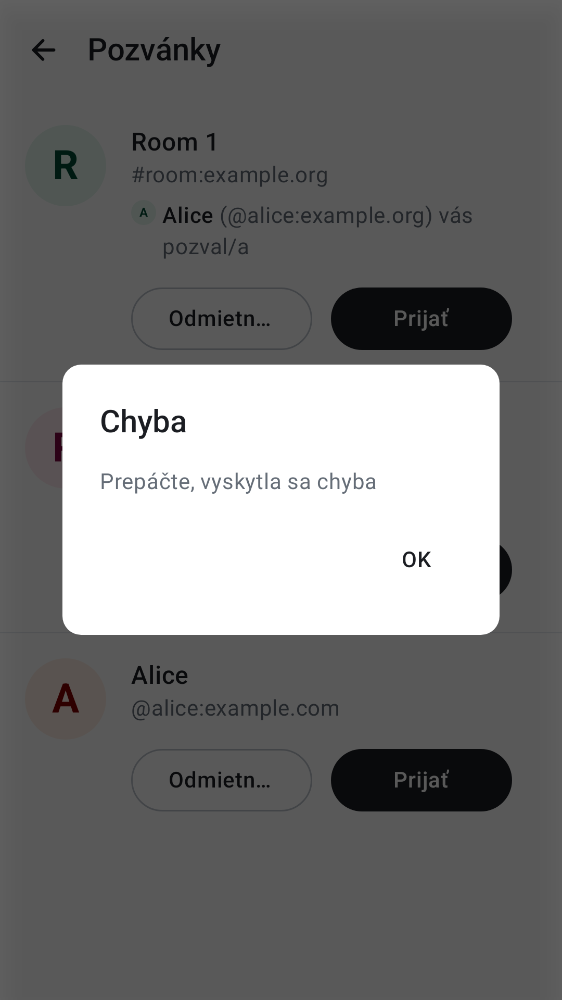 Pozvánky
R
Room 1
#room:example.org
A Alice (@alice:example.org) vás
pozval/a
Odmietn…
Prijať
Chyba
Prepáčte, vyskytla sa chyba
OK
A
Alice
@alice:example.com
Odmietn…
Prijať